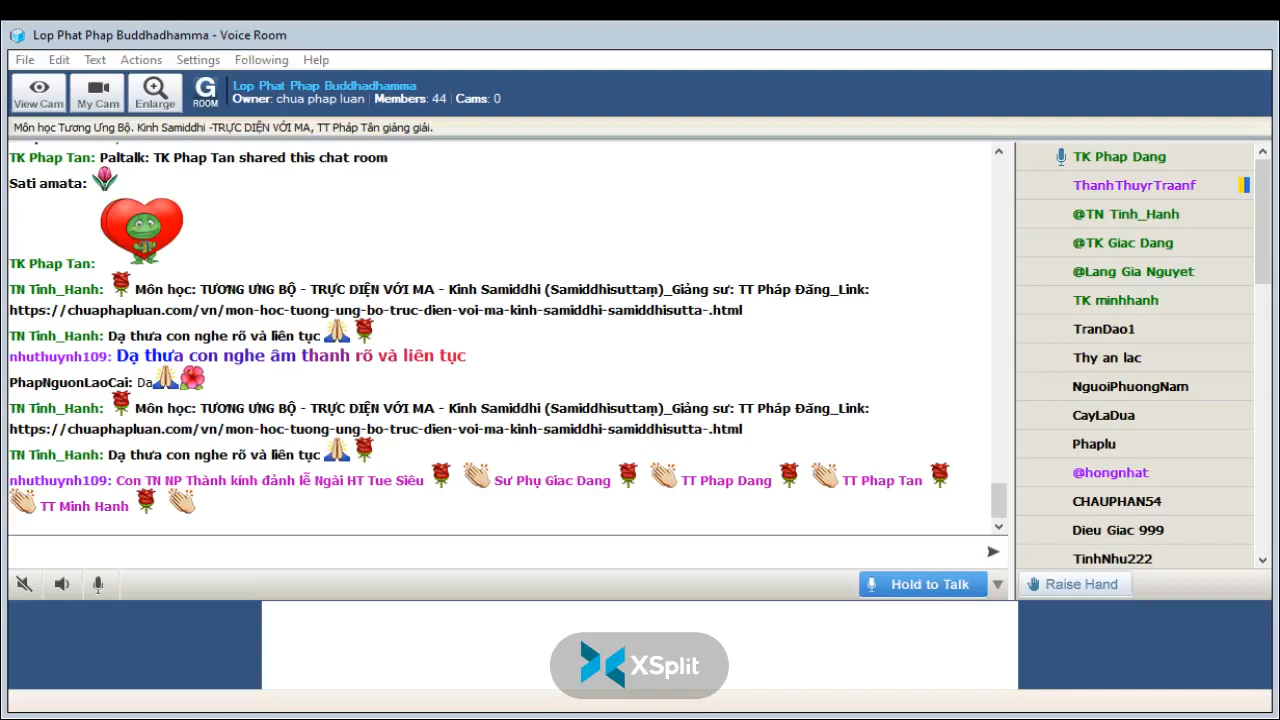 Lop Phat Phap Buddhadhamma - Voice Room
File Edit Text Actions Settings Following Help
View Cam My Cam Enlarge G ROOM
Lop Phat Phap Buddhadhamma
Owner: chua phap luan | Members: 44 | Cams: 0
Môn học Tương Ưng Bộ. Kinh Samiddhi -TRỰC DIỆN VỚI MA, TT Pháp Tân giảng giải.
TK Phap Tan: Paltalk: TK Phap Tan shared this chat room
Sati amata:
TK Phap Tan:
TN Tinh_Hanh: Môn học: TƯƠNG ƯNG BỘ - TRỰC DIỆN VỚI MA - Kinh Samiddhi (Samiddhisuttaṃ)_Giảng sư: TT Pháp Đăng_Link:
https://chuaphapluan.com/vn/mon-hoc-tuong-ung-bo-truc-dien-voi-ma-kinh-samiddhi-samiddhisutta-.html
TN Tinh_Hanh: Dạ thưa con nghe rõ và liên tục
nhuthuynh109: Dạ thưa con nghe âm thanh rõ và liên tục
PhapNguonLaoCai: Da
TN Tinh_Hanh: Môn học: TƯƠNG ƯNG BỘ - TRỰC DIỆN VỚI MA - Kinh Samiddhi (Samiddhisuttaṃ)_Giảng sư: TT Pháp Đăng_Link:
https://chuaphapluan.com/vn/mon-hoc-tuong-ung-bo-truc-dien-voi-ma-kinh-samiddhi-samiddhisutta-.html
TN Tinh_Hanh: Dạ thưa con nghe rõ và liên tục
nhuthuynh109: Con TN NP Thành kính đảnh lễ Ngài HT Tue Siêu Sư Phụ Giac Dang TT Phap Dang TT Phap Tan
TT Minh Hanh
TK Phap Dang
ThanhThuyrTraanf
@TN Tinh_Hanh
@TK Giac Dang
@Lang Gia Nguyet
TK minhhanh
TranDao1
Thy an lac
NguoiPhuongNam
CayLaDua
Phaplu
@hongnhat
CHAUPHAN54
Dieu Giac 999
TinhNhu222
Hold to Talk
Raise Hand
XSplit